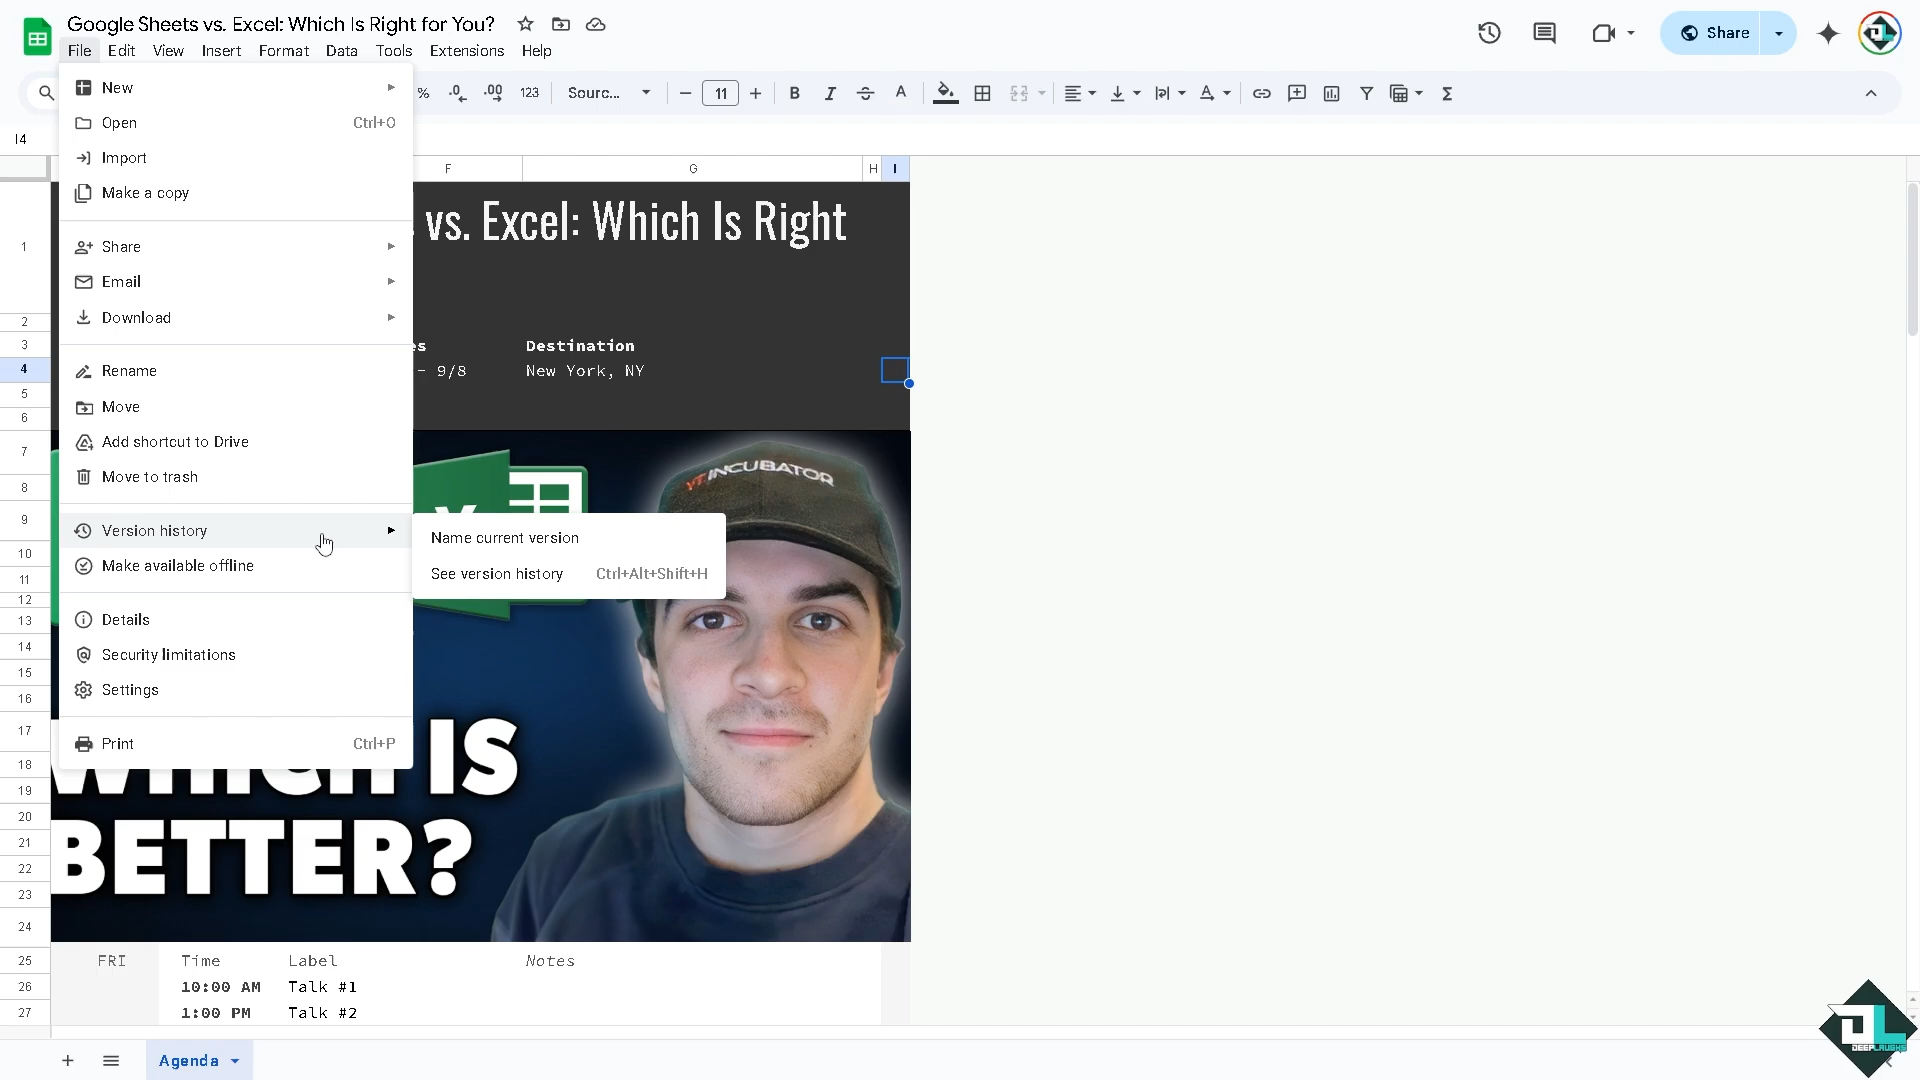 Google Sheets vs. Excel: Which Is Right for You?
File Edit View Insert Format Data Tools Extensions Help
Share
% .0 .00 123 Sourc... 11 B I A
I4
New
Open Ctrl+O
Import
Make a copy
Share
Email
Download
Rename
Move
Add shortcut to Drive
Move to trash
Version history
Make available offline
Details
Security limitations
Settings
Print Ctrl+P
Name current version
See version history Ctrl+Alt+Shift+H
F G H I
1
vs. Excel: Which Is Right
2
3 Destination
4 - 9/8 New York, NY
5
6
7
YT INCUBATOR
8
9
10
11
12
13
14
15
16
17
IS
18
19
20
21
BETTER?
22
23
24
25 FRI Time Label Notes
26 10:00 AM Talk #1
27 1:00 PM Talk #2
Agenda
DEEPLAUGHS